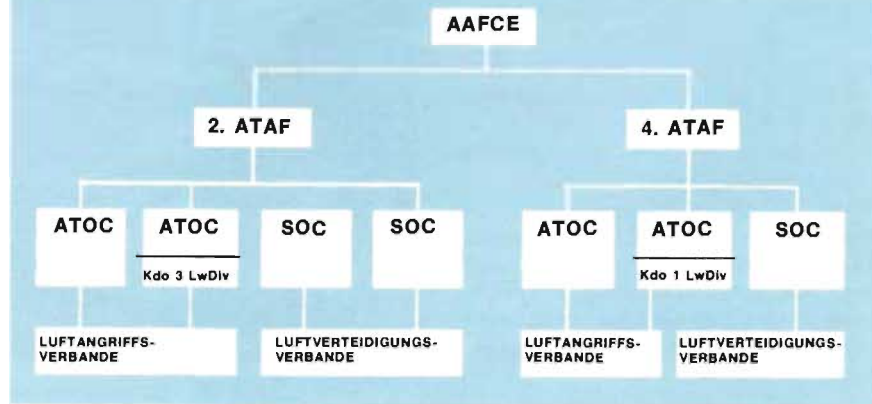 AAFCE
2. ATAF
4. ATAF
ATOC
ATOC
SOC
SOC
ATOC
ATOC
SOC
Kdo 3 LwDiv
Kdo 1 LwDiv
LUFTANGRIFFS-
VERBANDE
LUFTVERTEIDIGUNGS-
VERBANDE
LUFTANGRIFFS-
VERBANDE
LUFTVERTEIDIGUNGS-
VERBANDE